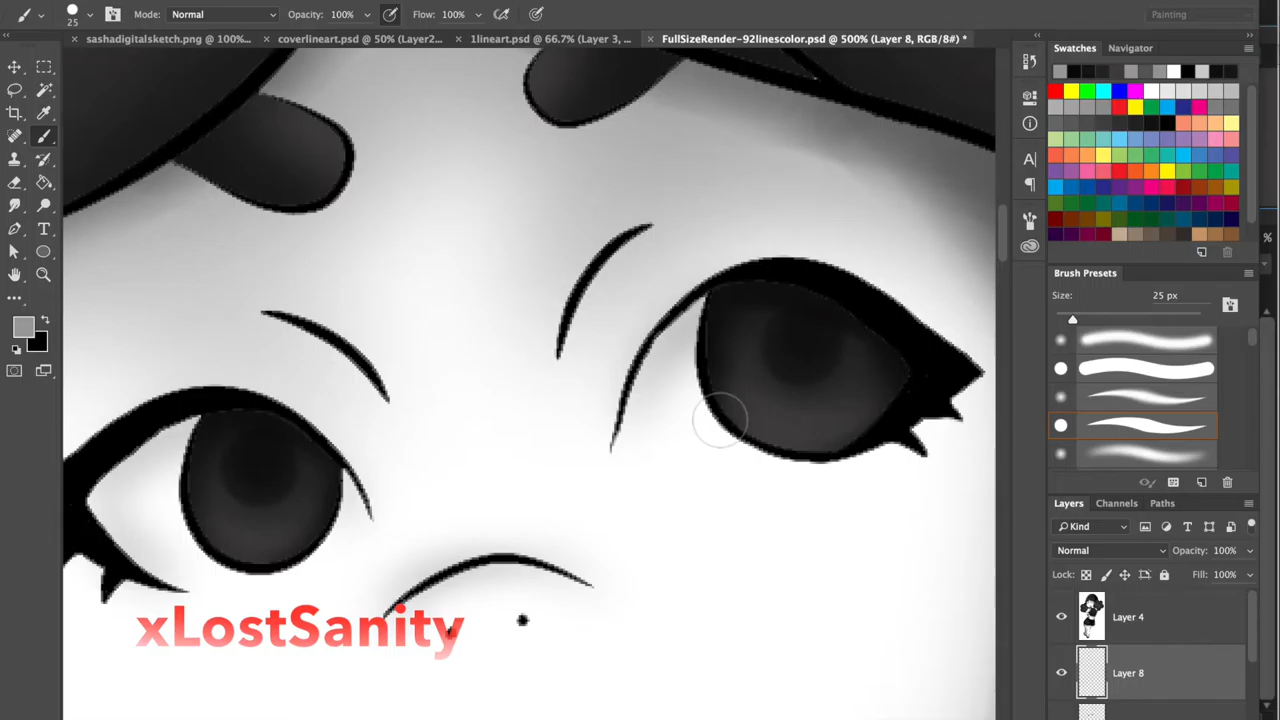 25 Mode: Normal Opacity: 100% Flow: 100% Painting
× sashadigitalsketch.png @ 100%... × coverlineart.psd @ 50% (Layer2... × 1lineart.psd @ 66.7% (Layer 3, ... × FullSizeRender-92linescolor.psd @ 500% (Layer 8, RGB/8#) *
Swatches Navigator
Brush Presets
Size: 25 px
Layers Channels Paths
Kind
Normal Opacity: 100%
Lock: Fill: 100%
Layer 4
Layer 8
xLostSanity